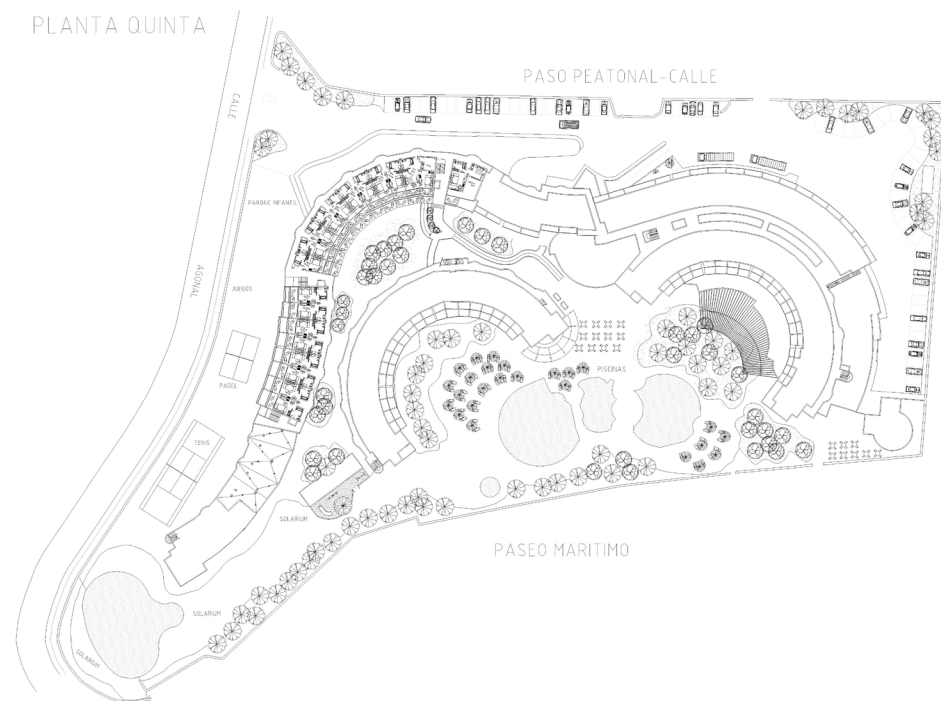 PLANTA QUINTA
PASO PEATONAL-CALLE
CALLE
PARQUE INFANTIL
AGONAL
JUEGOS
PISCINAS
PADEL
TENIS
SOLARIUM
PASEO MARITIMO
SOLARIUM
SOLARIUM